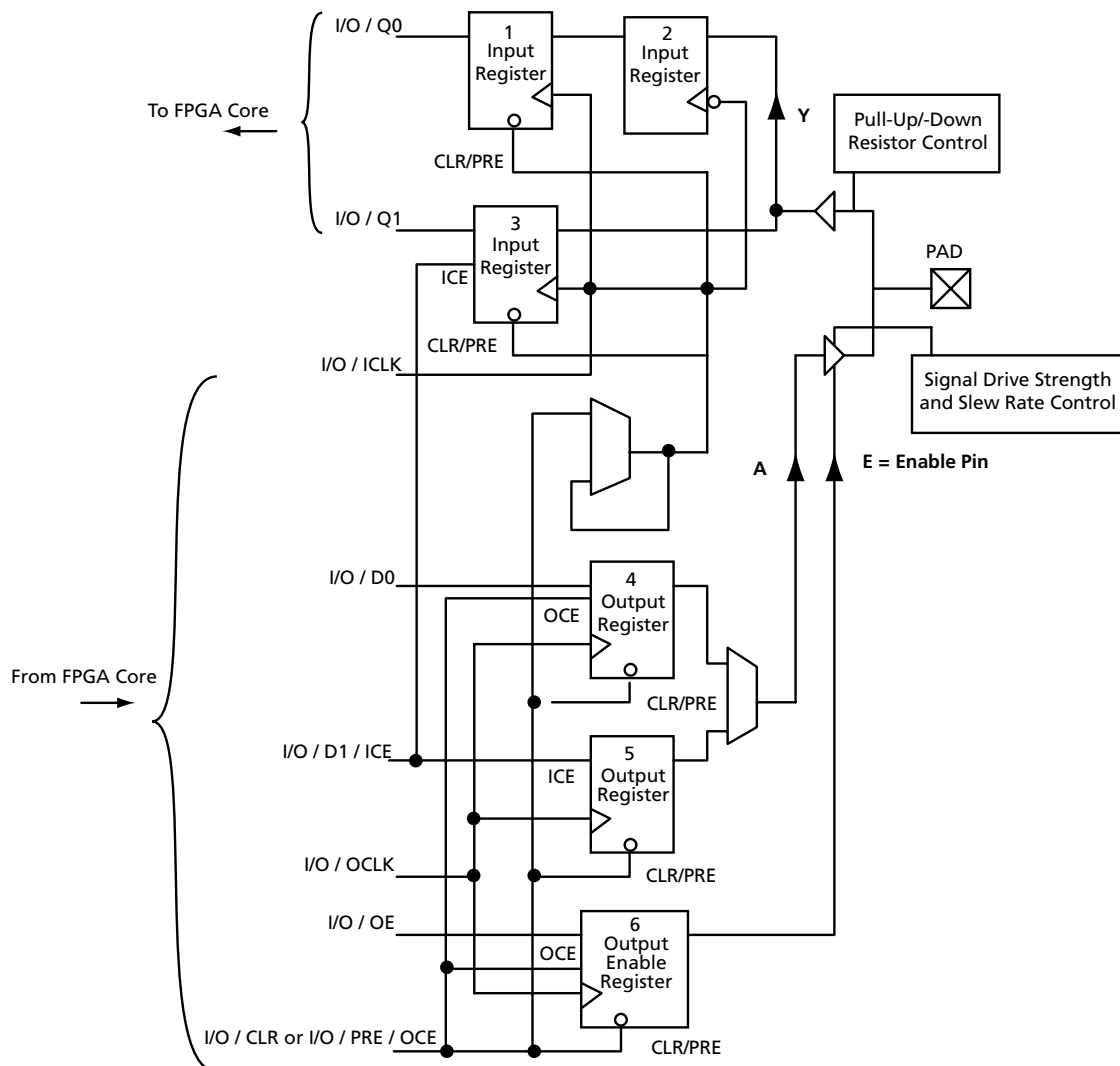 I/O / Q0
1
Input
Register
2
Input
Register
To FPGA Core
Y
Pull-Up/-Down
Resistor Control
CLR/PRE
I/O / Q1
3
Input
Register
ICE
PAD
CLR/PRE
I/O / ICLK
Signal Drive Strength
and Slew Rate Control
A
E = Enable Pin
I/O / D0
4
Output
Register
OCE
From FPGA Core
CLR/PRE
I/O / D1 / ICE
5
Output
Register
ICE
I/O / OCLK
CLR/PRE
I/O / OE
6
Output
Enable
Register
OCE
I/O / CLR or I/O / PRE / OCE
CLR/PRE